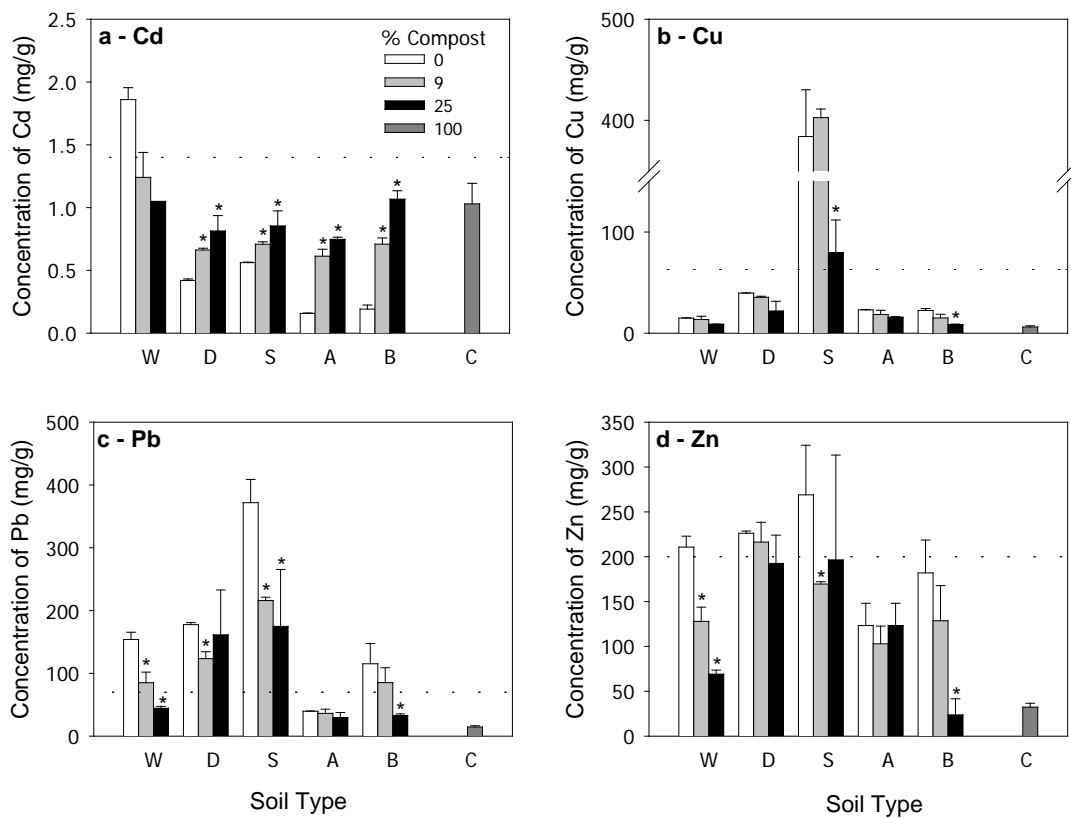 a - Cd
% Compost
0
9
25
100
Concentration of Cd (mg/g)
2.5
2.0
1.5
1.0
0.5
0.0
* * * * * * * *
W D S A B C
b - Cu
Concentration of Cu (mg/g)
500
400
100
0
* *
W D S A B C
c - Pb
Concentration of Pb (mg/g)
500
400
300
200
100
0
* * * * * *
W D S A B C
Soil Type
d - Zn
Concentration of Zn (mg/g)
350
300
250
200
150
100
50
0
* * * *
W D S A B C
Soil Type